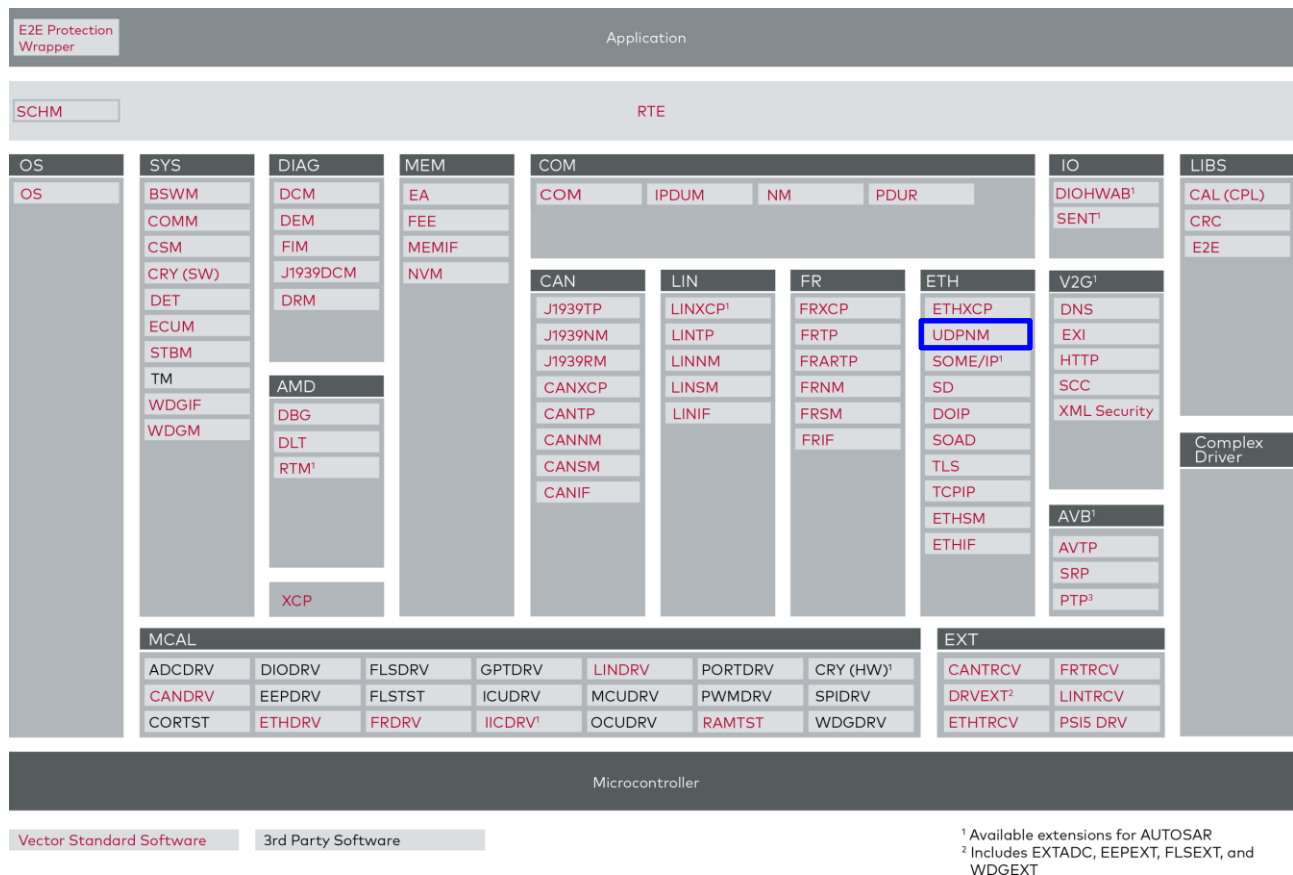 E2E Protection
Wrapper
Application
SCHM
RTE
OS
OS
SYS
BSWM
COMM
CSM
CRY (SW)
DET
ECUM
STBM
TM
WDGIF
WDGM
DIAG
DCM
DEM
FIM
J1939DCM
DRM
AMD
DBG
DLT
RTM¹
XCP
MEM
EA
FEE
MEMIF
NVM
COM
COM IPDUM NM PDUR
CAN
J1939TP
J1939NM
J1939RM
CANXCP
CANTP
CANNM
CANSM
CANIF
LIN
LINXCP¹
LINTP
LINNM
LINSM
LINIF
FR
FRXCP
FRTP
FRARTP
FRNM
FRSM
FRIF
ETH
ETHXCP
UDPNM
SOME/IP¹
SD
DOIP
SOAD
TLS
TCPIP
ETHSM
ETHIF
IO
DIOHWAB¹
SENT¹
V2G¹
DNS
EXI
HTTP
SCC
XML Security
AVB¹
AVTP
SRP
PTP³
LIBS
CAL (CPL)
CRC
E2E
Complex
Driver
MCAL
ADCDRV DIODRV FLSDRV GPTDRV LINDRV PORTDRV CRY (HW)¹
CANDRV EEPDRV FLSTST ICUDRV MCUDRV PWMDRV SPIDRV
CORTST ETHDRV FRDRV IICDRV¹ OCUDRV RAMTST WDGDRV
EXT
CANTRCV FRTRCV
DRVEXT² LINTRCV
ETHTRCV PSI5 DRV
Microcontroller
Vector Standard Software
3rd Party Software
¹ Available extensions for AUTOSAR
² Includes EXTADC, EEPEXT, FLSEXT, and
WDGEXT